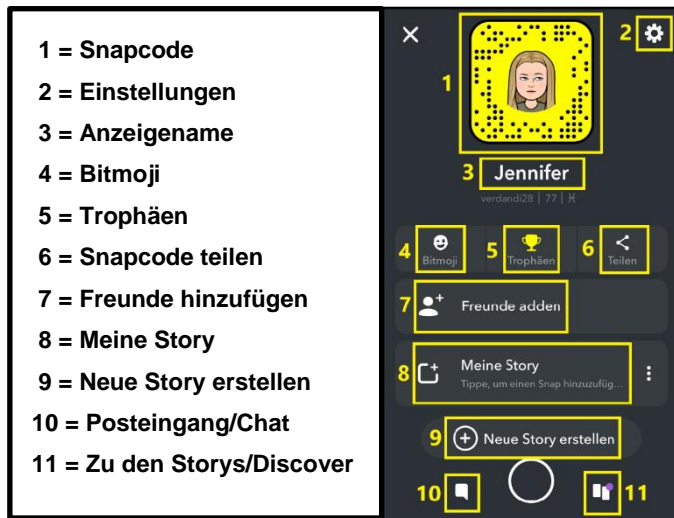 1 = Snapcode
2 = Einstellungen
3 = Anzeigename
4 = Bitmoji
5 = Trophäen
6 = Snapcode teilen
7 = Freunde hinzufügen
8 = Meine Story
9 = Neue Story erstellen
10 = Posteingang/Chat
11 = Zu den Storys/Discover
2
1
3 Jennifer
verdandi28 | 77 | ♓
4 Bitmoji 5 Trophäen 6 Teilen
7 Freunde adden
8 Meine Story
Tippe, um einen Snap hinzuzufüg...
9 Neue Story erstellen
10 11